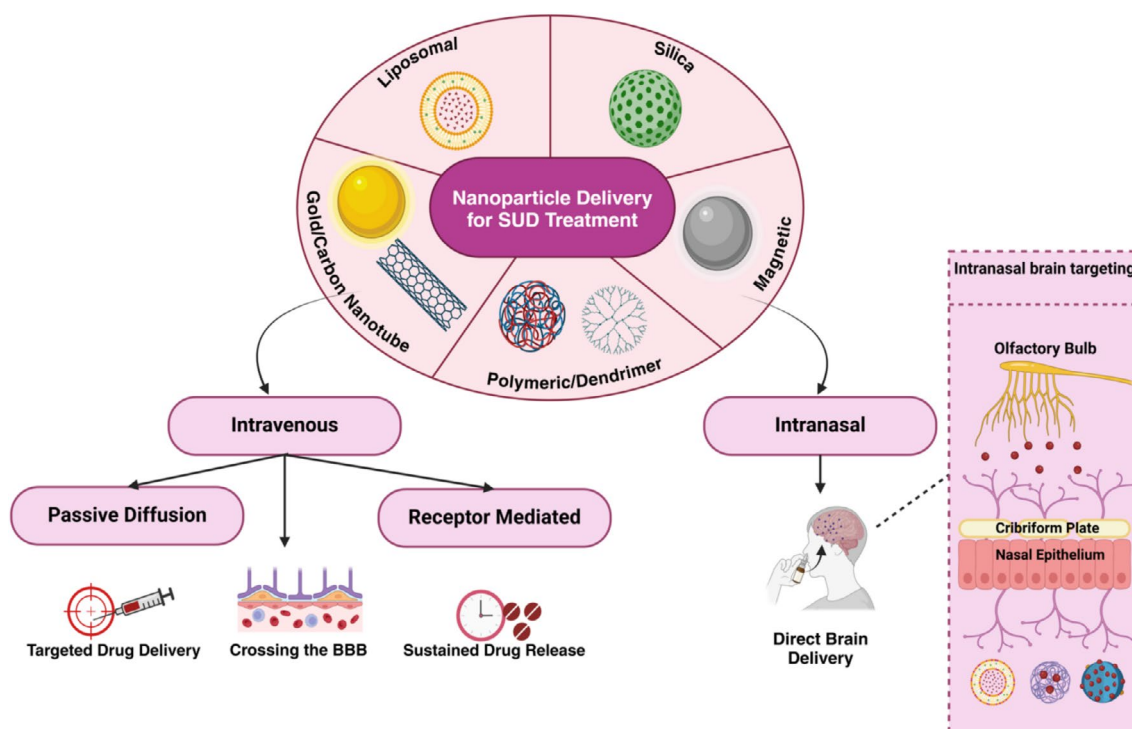 Liposomal
Silica
Nanoparticle Delivery
for SUD Treatment
Gold/Carbon Nanotube
Magnetic
Polymeric/Dendrimer
Intravenous
Intranasal
Passive Diffusion
Receptor Mediated
Targeted Drug Delivery
Crossing the BBB
Sustained Drug Release
Direct Brain
Delivery
Intranasal brain targeting
Olfactory Bulb
Cribriform Plate
Nasal Epithelium